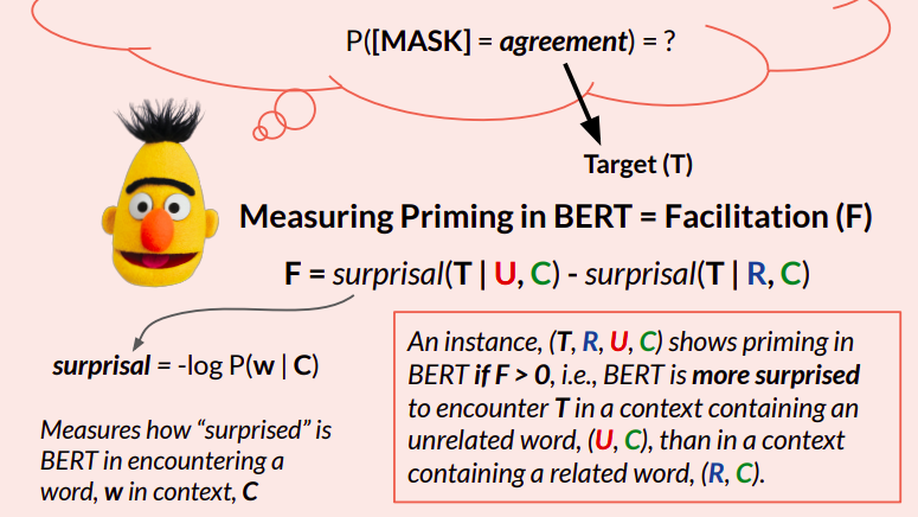 P([MASK] = agreement) = ?
Target (T)
Measuring Priming in BERT = Facilitation (F)
F = surprisal(T | U, C) - surprisal(T | R, C)
surprisal = -log P(w | C)
Measures how “surprised” is
BERT in encountering a
word, w in context, C
An instance, (T, R, U, C) shows priming in
BERT if F > 0, i.e., BERT is more surprised
to encounter T in a context containing an
unrelated word, (U, C), than in a context
containing a related word, (R, C).